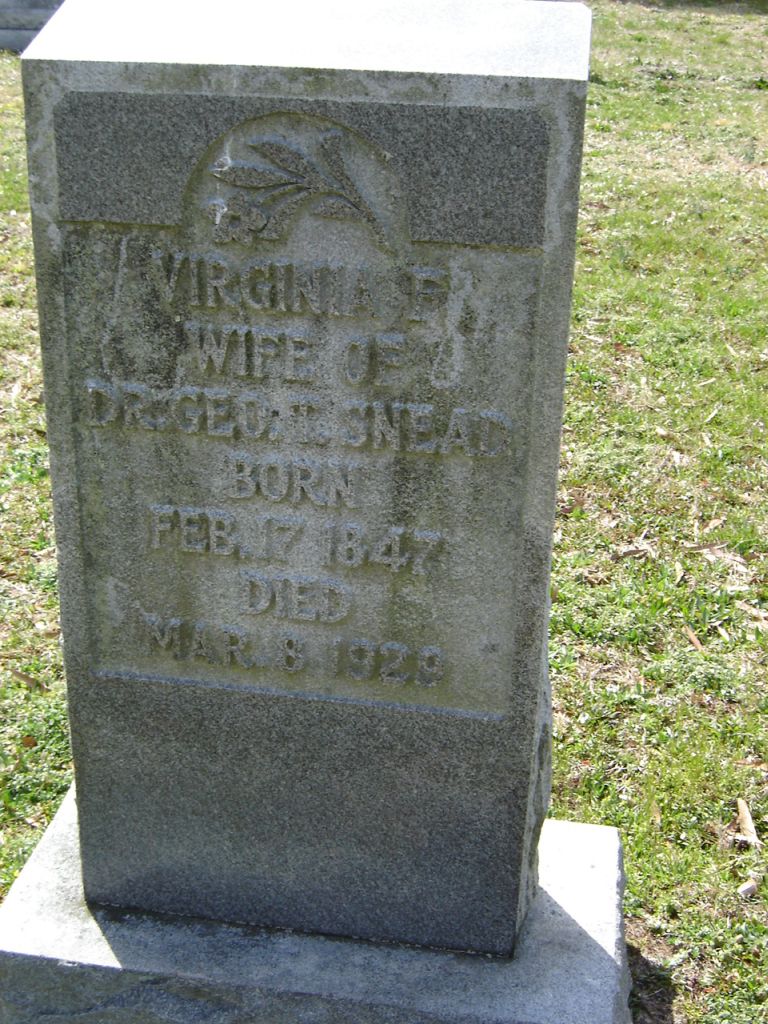 VIRGINIA F.
WIFE OF
DR. GEO. T. SNEAD
BORN
FEB. 17 1847
DIED
MAR. 8 1929